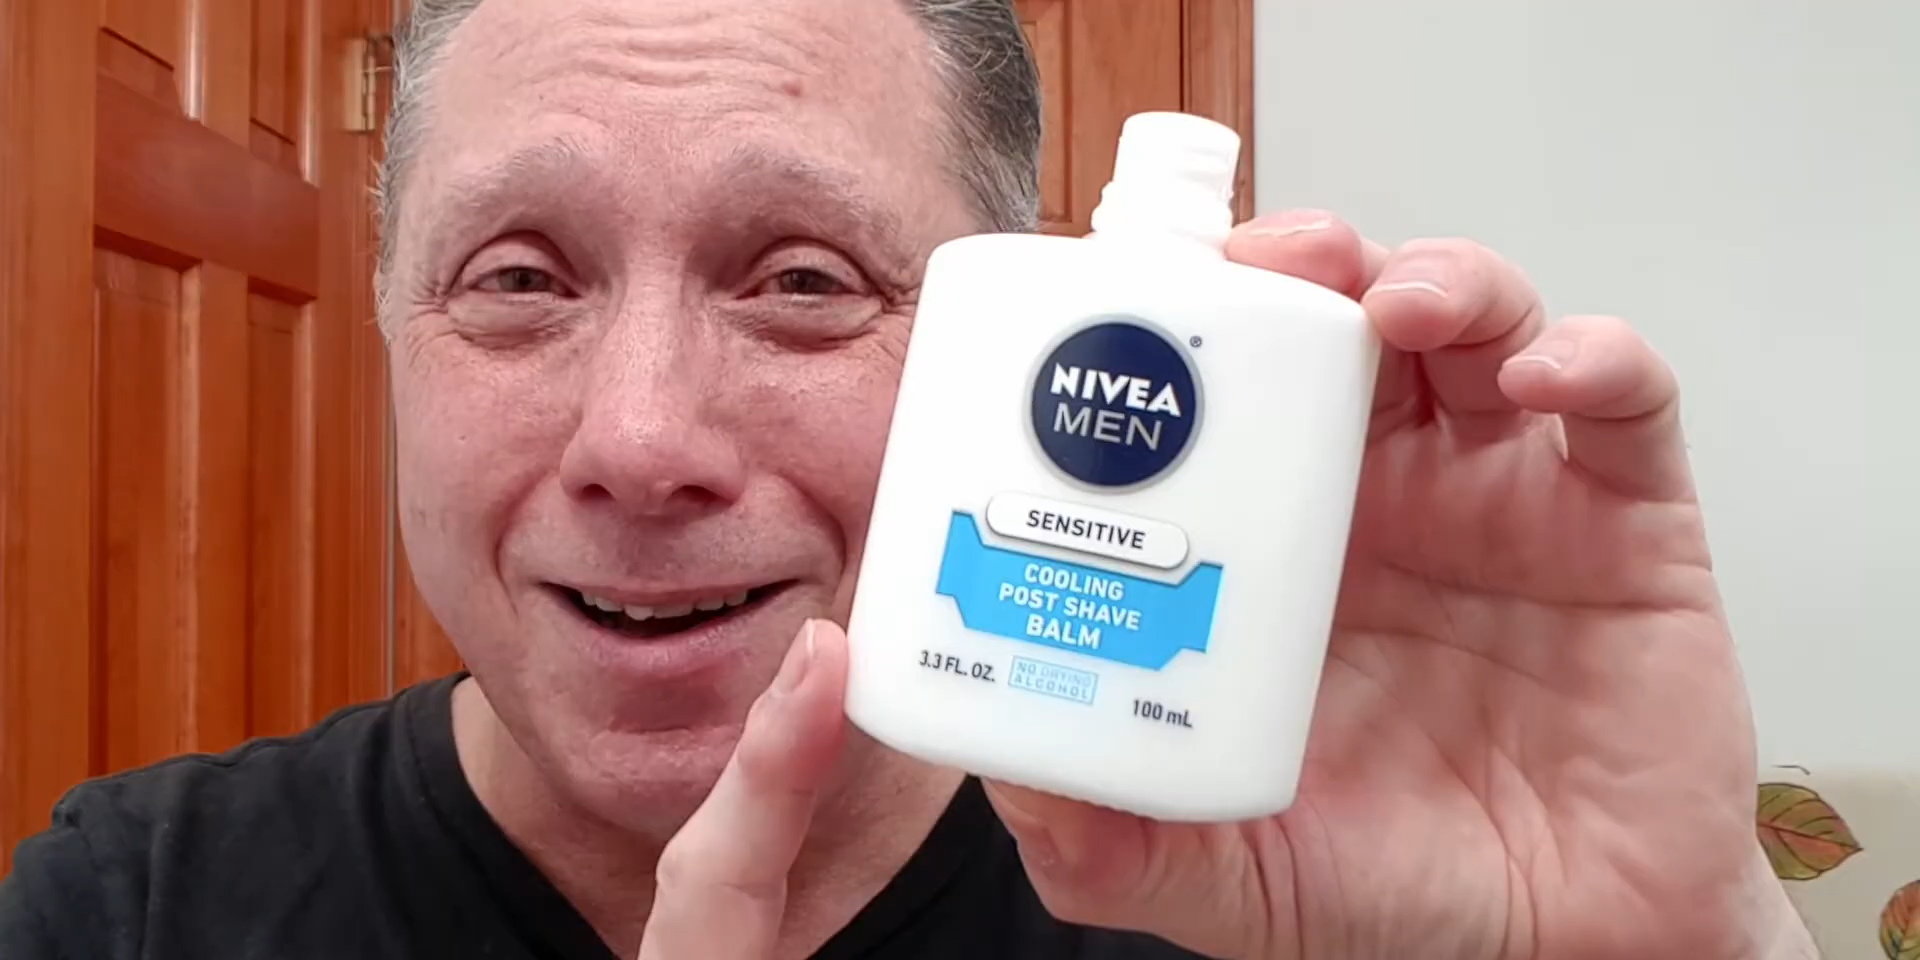 NIVEA
MEN
®
SENSITIVE
COOLING
POST SHAVE
BALM
3.3 FL. OZ.
NO DRYING
ALCOHOL
100 mL